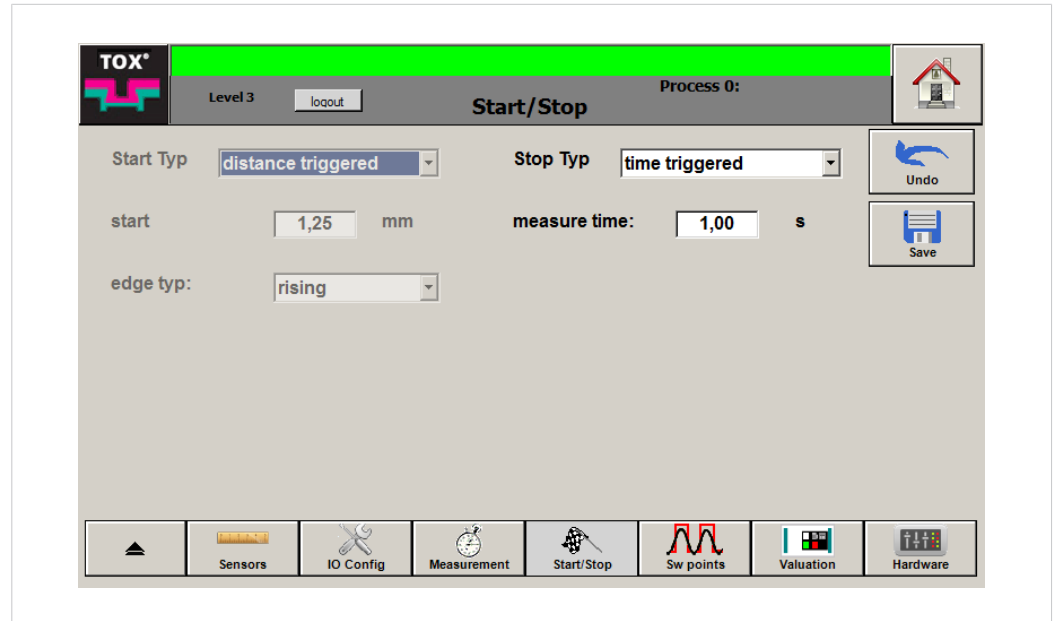 TOX®
Level 3
logout
Start/Stop
Process 0:
Start Typ
distance triggered
Stop Typ
time triggered
Undo
start
1,25
mm
measure time:
1,00
s
Save
edge typ:
rising
Sensors
IO Config
Measurement
Start/Stop
Sw points
Valuation
Hardware